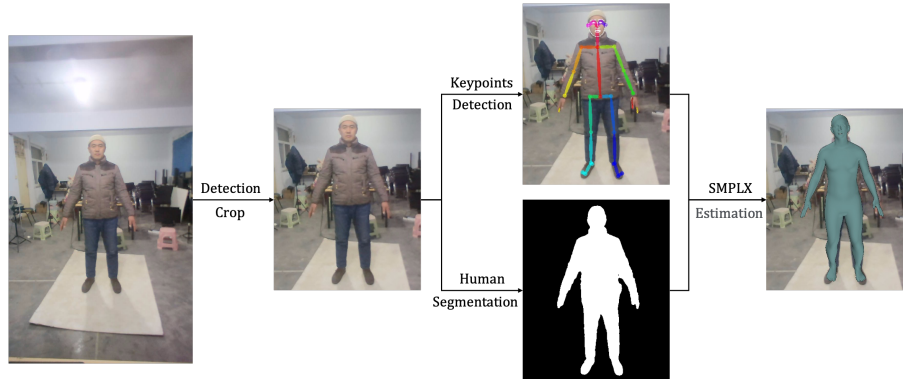 Detection
Crop
Keypoints
Detection
Human
Segmentation
SMPLX
Estimation